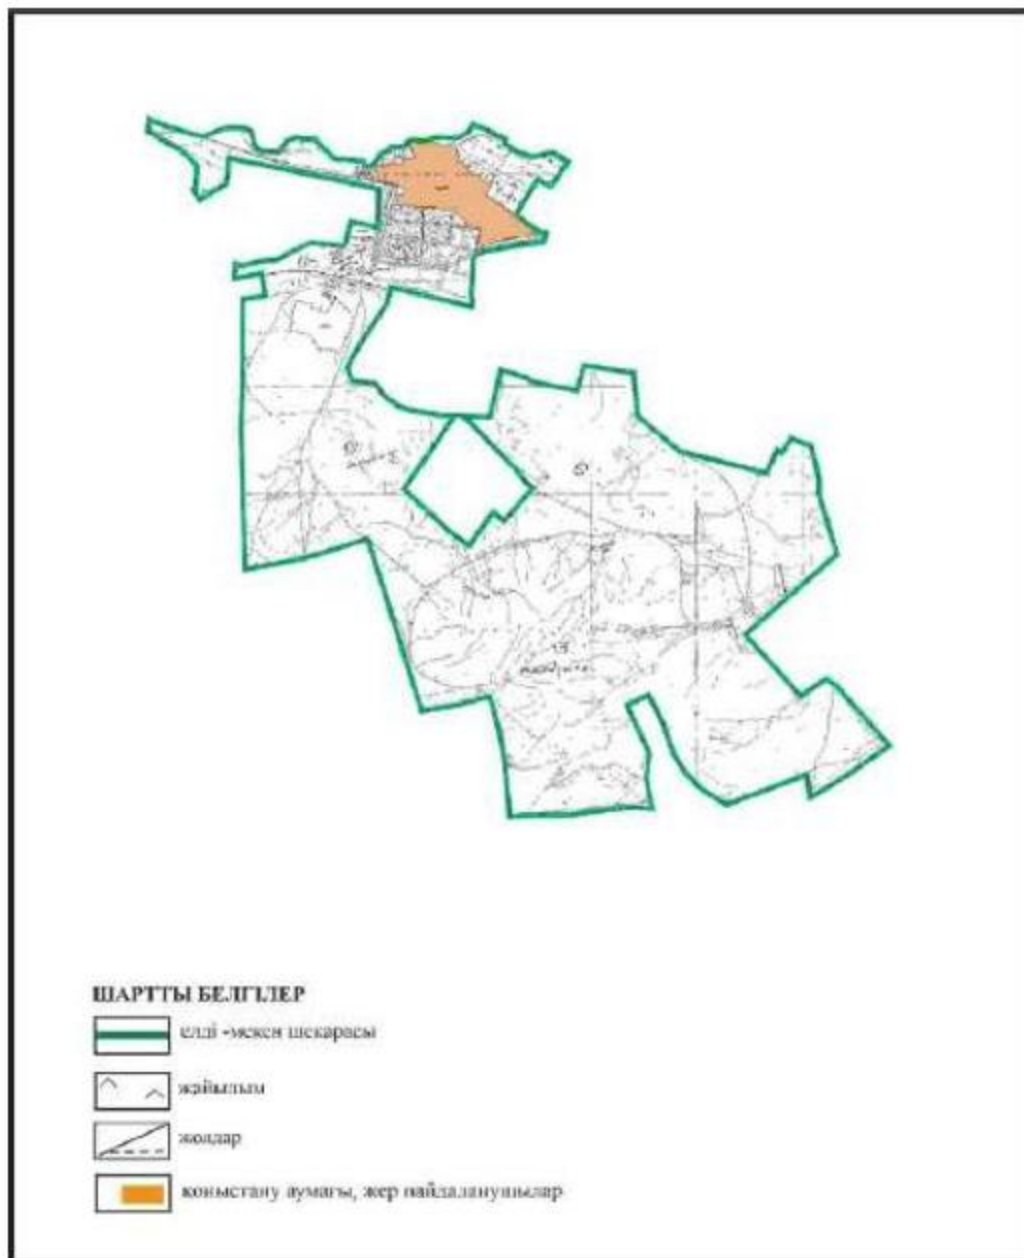 ШАРТТЫ БЕЛГІЛЕР
елді -мекен шекарасы
жайылым
жолдар
қоныстану аумағы, жер пайдаланушылар